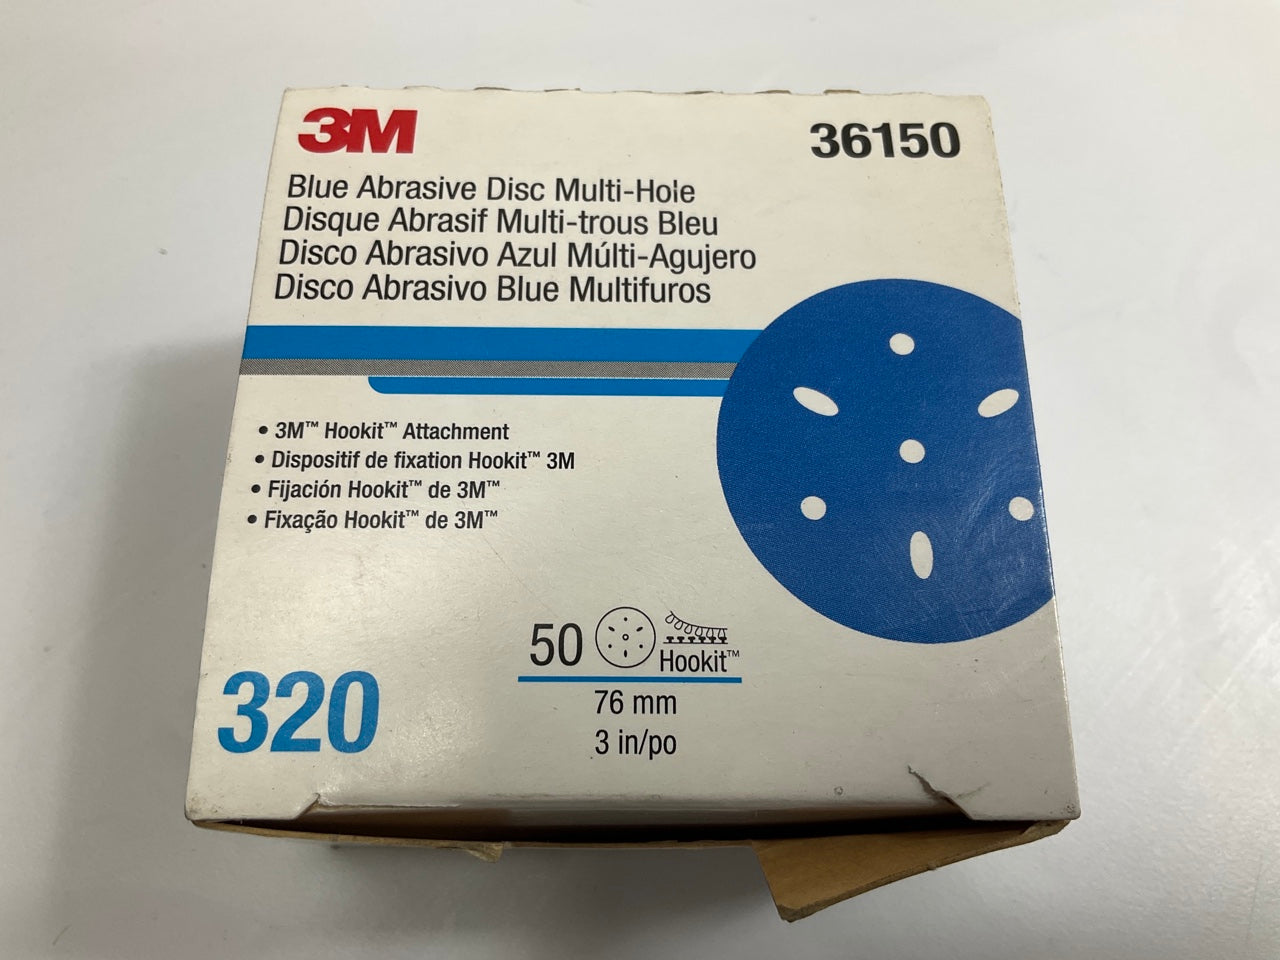 3M
36150
Blue Abrasive Disc Multi-Hole
Disque Abrasif Multi-trous Bleu
Disco Abrasivo Azul Múlti-Agujero
Disco Abrasivo Blue Multifuros
• 3M™ Hookit™ Attachment
• Dispositif de fixation Hookit™ 3M
• Fijación Hookit™ de 3M™
• Fixação Hookit™ de 3M™
50
Hookit™
320
76 mm
3 in/po